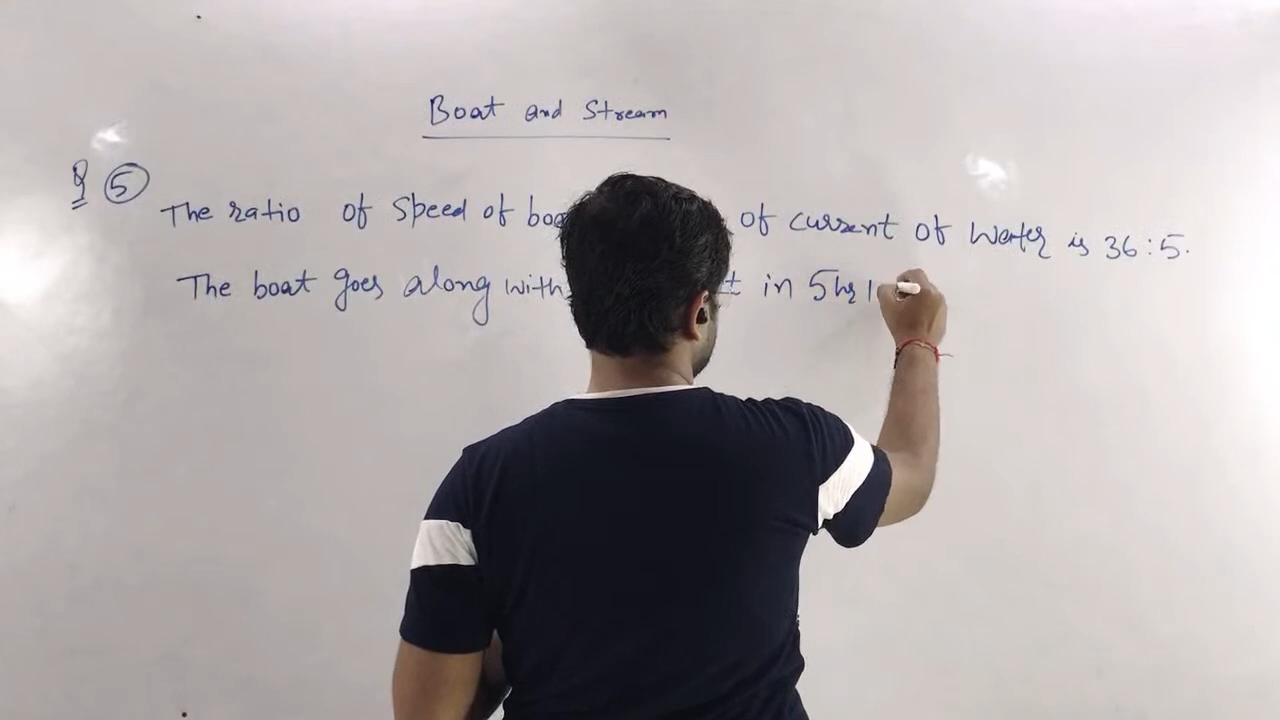 Boat and Stream
Q 5
The ratio of Speed of of current of Water is 36:5.
The boat goes along with in 5hr 1